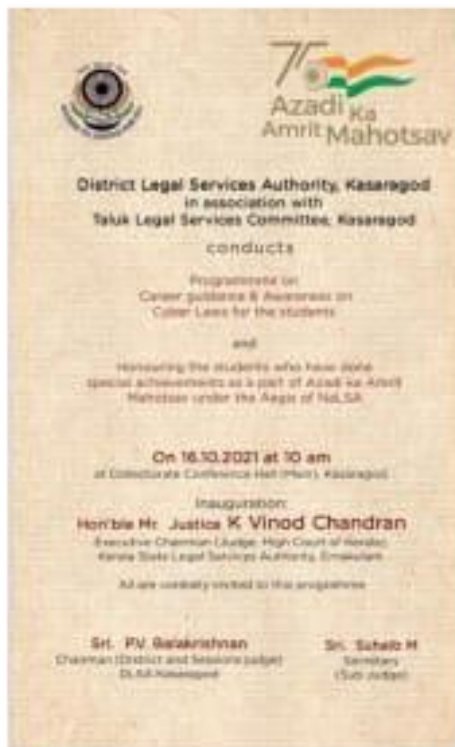 75
Azadi Ka
Amrit Mahotsav
District Legal Services Authority, Kasaragod
in association with
Taluk Legal Services Committee, Kasaragod
conducts
Programme on
Career guidance & Awareness on
Cyber Laws for the students
and
Honouring the students who have done
special achievements as a part of Azadi ka Amrit
Mahotsav under the Aegis of NaLSA
On 16.10.2021 at 10 am
at Collectorate Conference Hall (Main), Kasaragod
Inauguration:
Hon'ble Mr. Justice K Vinod Chandran
Executive Chairman (Judge, High Court of Kerala)
Kerala State Legal Services Authority, Ernakulam
All are cordially invited to this programme
Sri. P.V. Balakrishnan
Chairman (District and Sessions Judge)
DLSA Kasaragod
Sri. Suhaib M
Secretary
(Sub Judge)